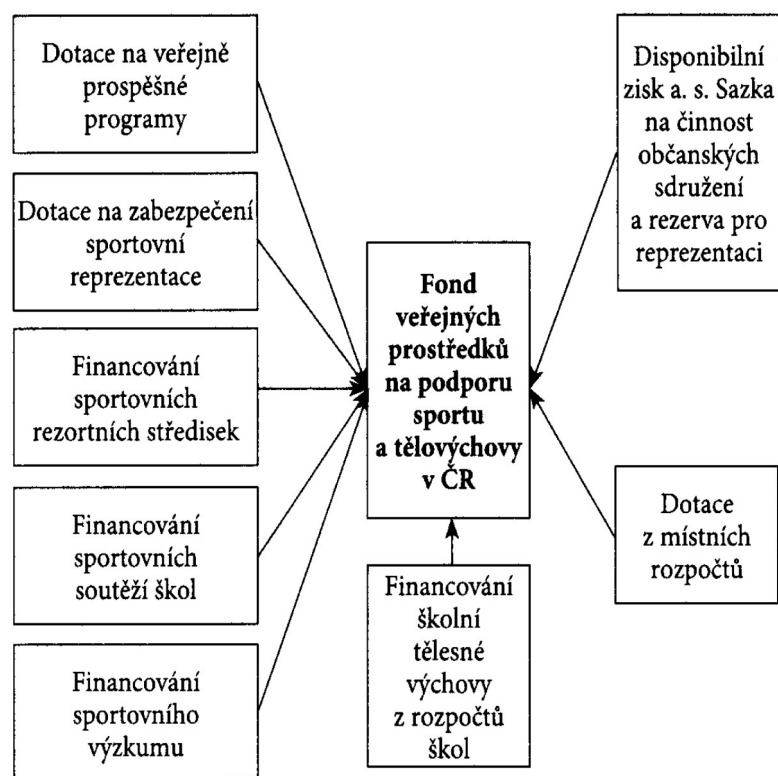 Dotace na veřejně
prospěšné
programy
Dotace na zabezpečení
sportovní
reprezentace
Financování
sportovních
rezortních středisek
Financování
sportovních
soutěží škol
Financování
sportovního
výzkumu
Fond
veřejných
prostředků
na podporu
sportu
a tělovýchovy
v ČR
Financování
školní
tělesné
výchovy
z rozpočtů
škol
Disponibilní
zisk a. s. Sazka
na činnost
občanských
sdružení
a rezerva pro
reprezentaci
Dotace
z místních
rozpočtů